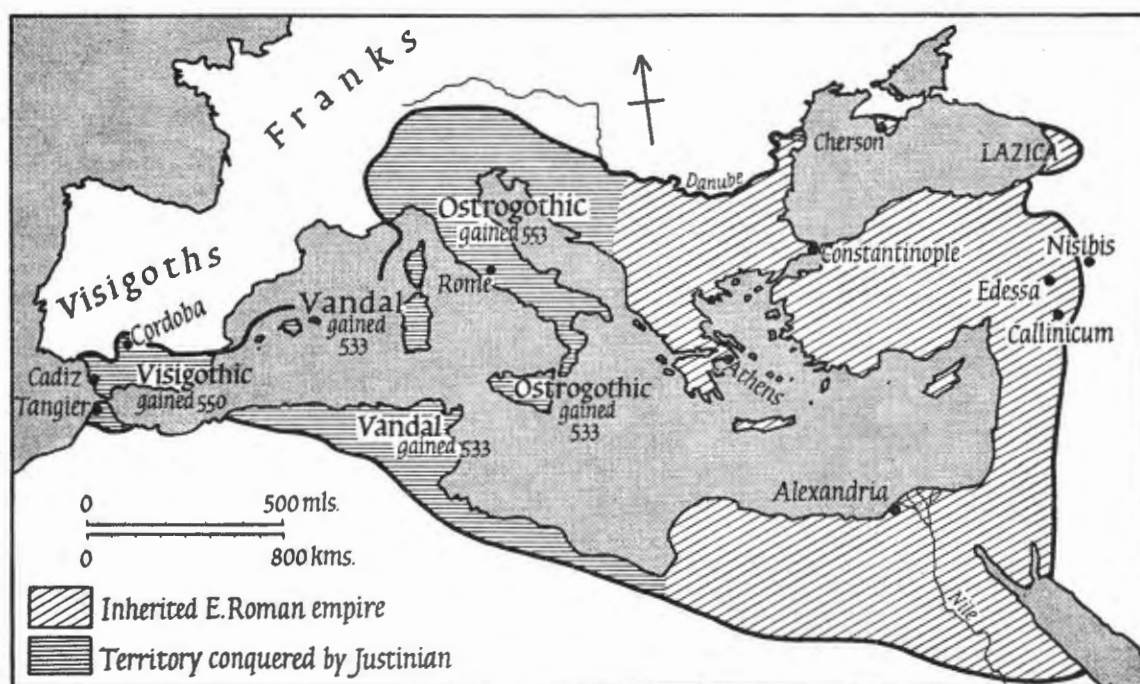 Franks
Cherson
LAZICA
Danube
Ostrogothic
gained 553
Constantinople
Nisibis
Visigoths
Rome
Edessa
Vandal
gained
533
Callinicum
Cordoba
Cadiz
Visigothic
gained 550
Athens
Ostrogothic
gained
533
Tangier
Vandal
gained 533
Alexandria
0 500 mls.
0 800 kms.
Nile
Inherited E. Roman empire
Territory conquered by Justinian